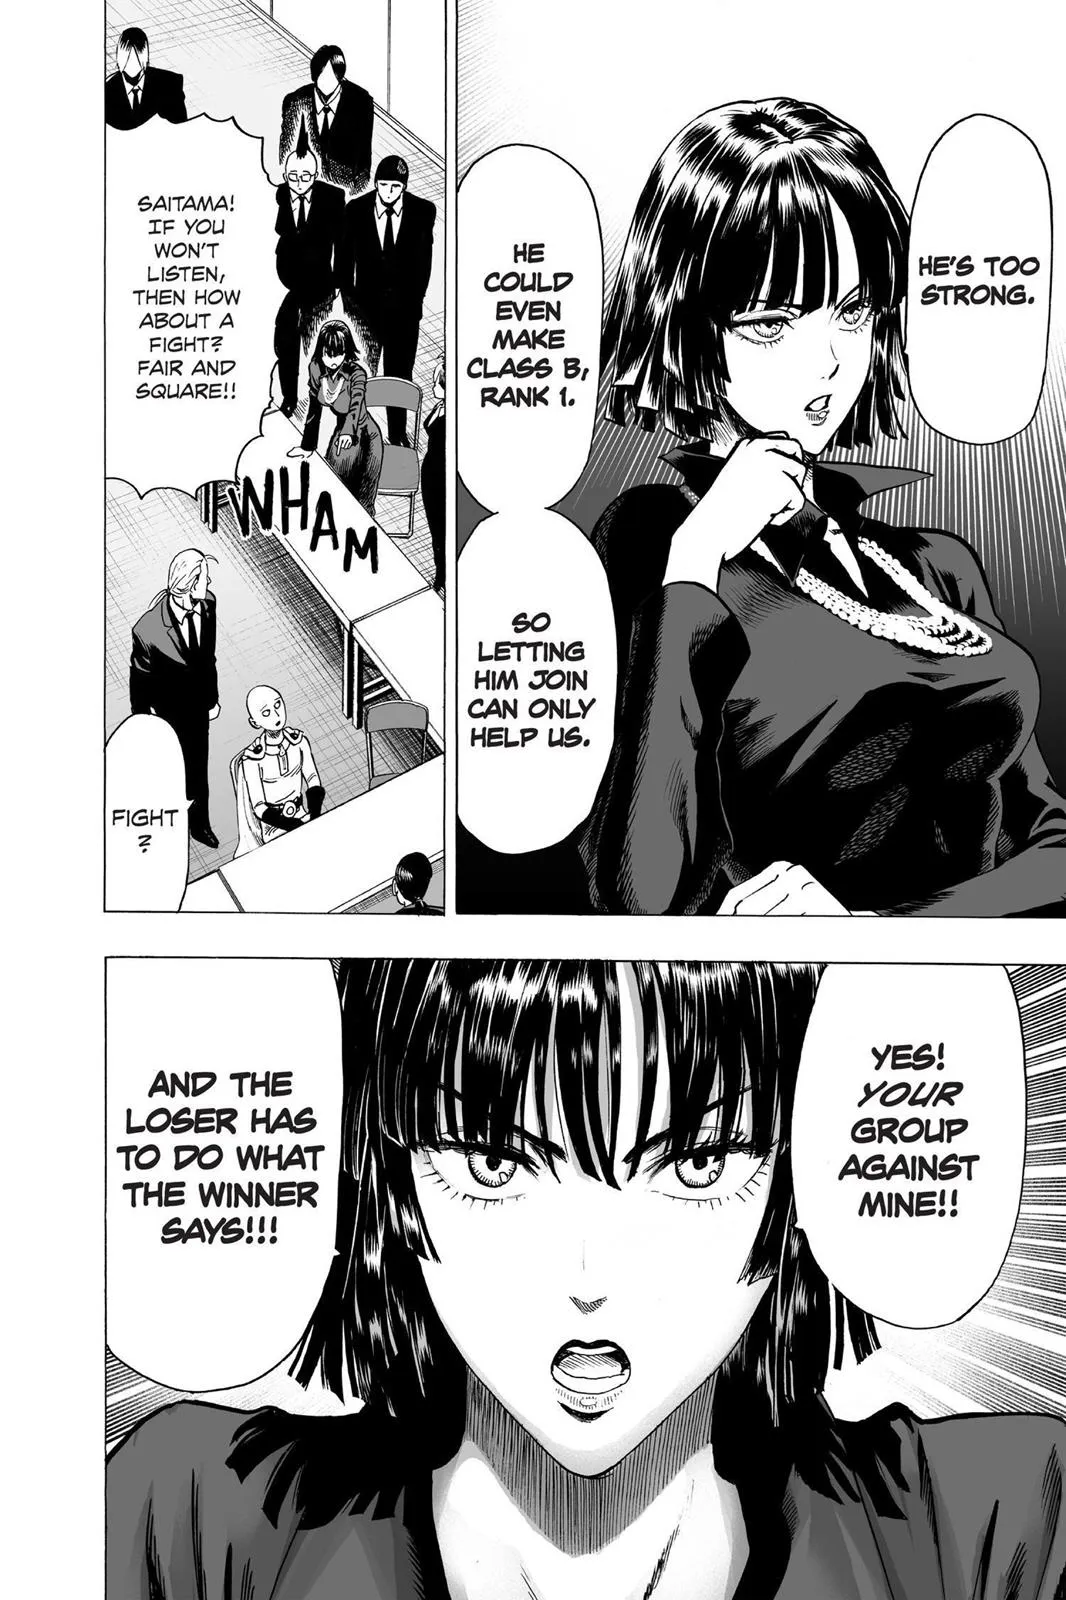 HE'S TOO
STRONG.
HE
COULD
EVEN
MAKE
CLASS B,
RANK 1.
SO
LETTING
HIM JOIN
CAN ONLY
HELP US.
SAITAMA!
IF YOU
WON'T
LISTEN,
THEN HOW
ABOUT A
FIGHT?
FAIR AND
SQUARE!!
FWHAM
FIGHT
?
YES!
YOUR
GROUP
AGAINST
MINE!!
AND THE
LOSER HAS
TO DO WHAT
THE WINNER
SAYS!!!